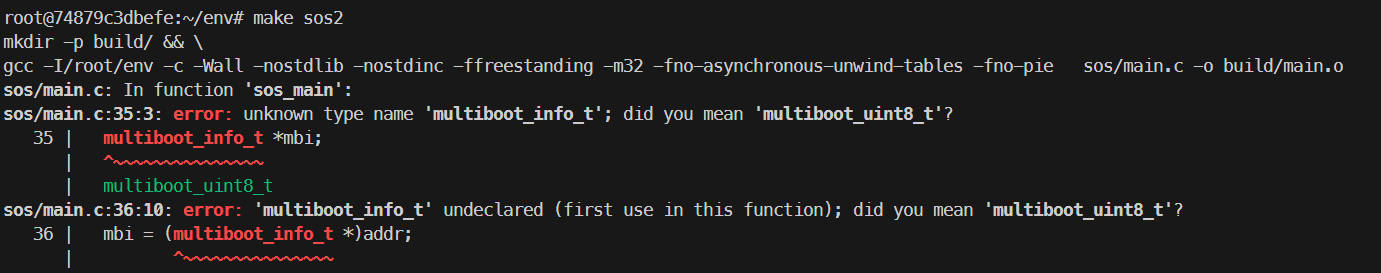 root@74879c3dbefe:~/env# make sos2
mkdir -p build/ && \
gcc -I/root/env -c -Wall -nostdlib -nostdinc -ffreestanding -m32 -fno-asynchronous-unwind-tables -fno-pie   sos/main.c -o build/main.o
sos/main.c: In function 'sos_main':
sos/main.c:35:3: error: unknown type name 'multiboot_info_t'; did you mean 'multiboot_uint8_t'?
   35 |   multiboot_info_t *mbi;
      |   ^~~~~~~~~~~~~~~~
      |   multiboot_uint8_t
sos/main.c:36:10: error: 'multiboot_info_t' undeclared (first use in this function); did you mean 'multiboot_uint8_t'?
   36 |   mbi = (multiboot_info_t *)addr;
      |          ^~~~~~~~~~~~~~~~